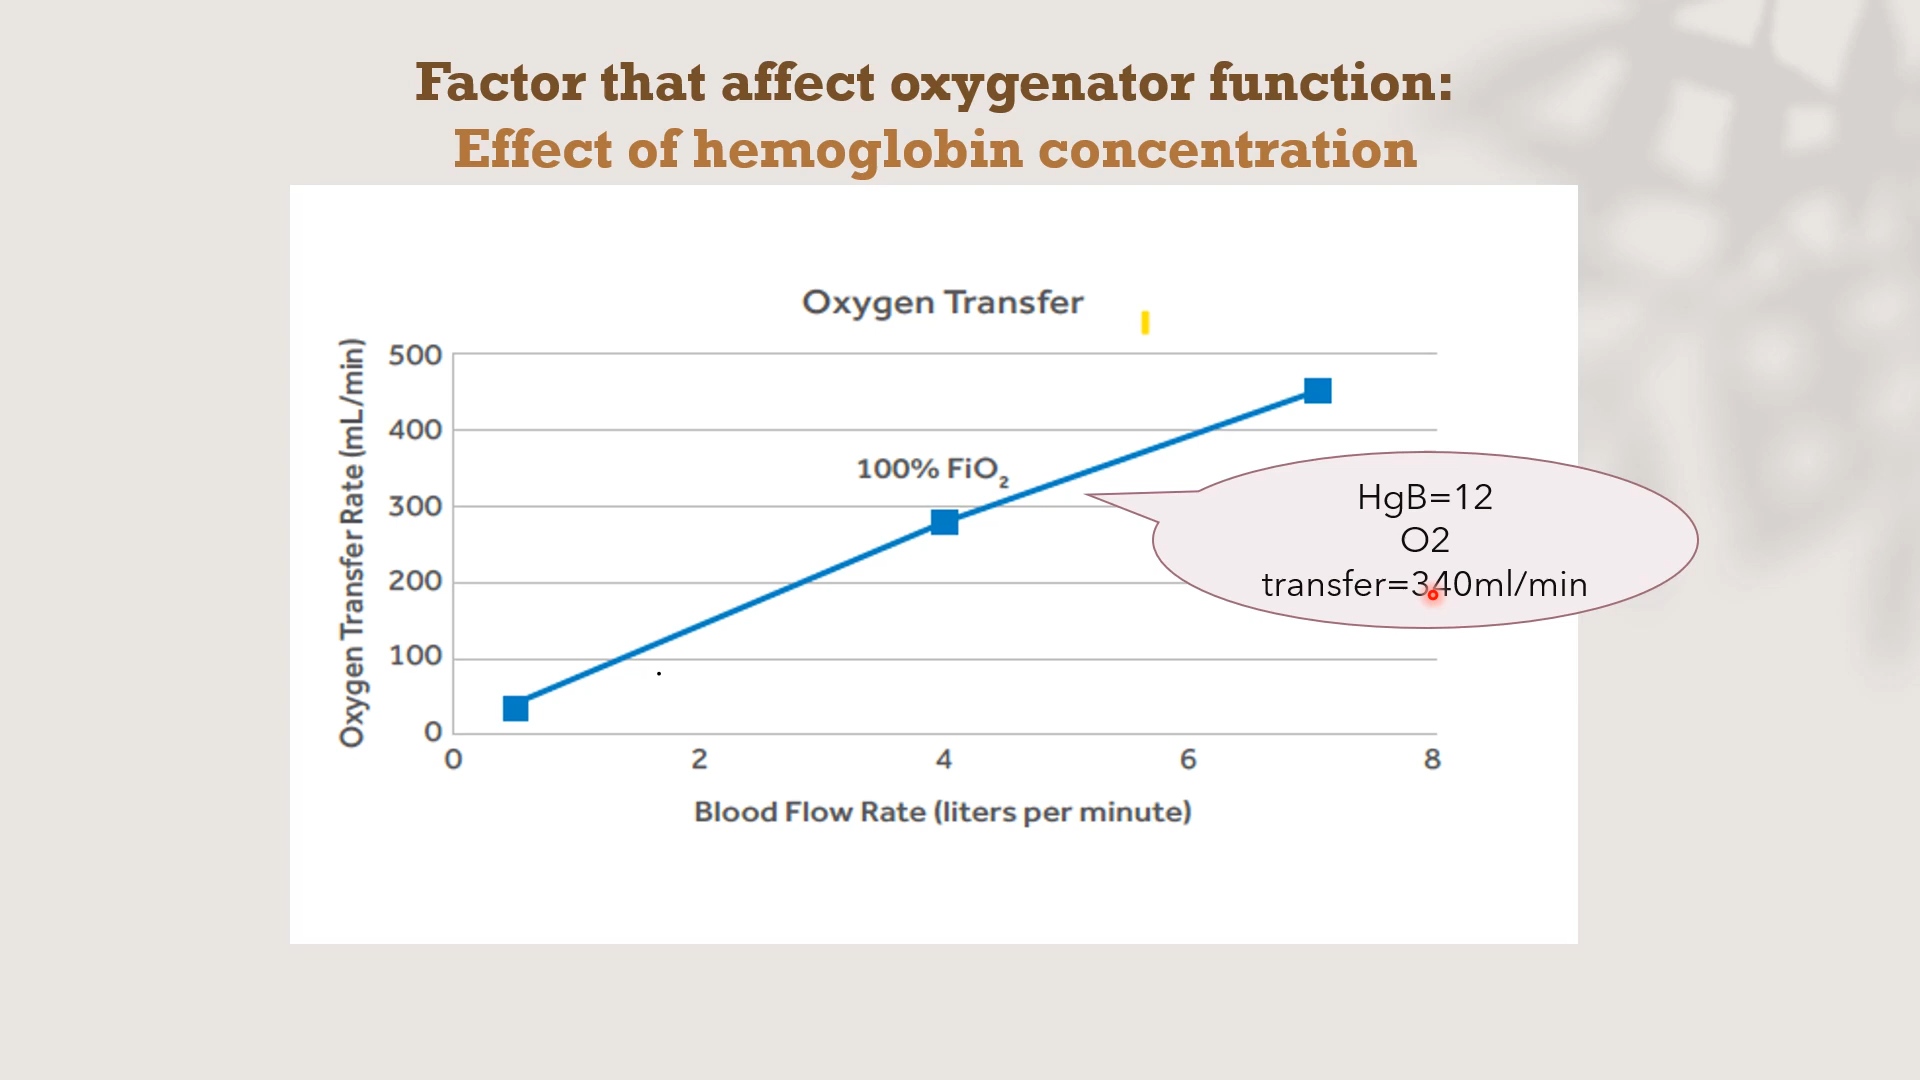 Factor that affect oxygenator function:
Effect of hemoglobin concentration
Oxygen Transfer
Oxygen Transfer Rate (mL/min)
500
400
300
200
100
0
100% FiO₂
HgB=12
O2
transfer=340ml/min
0 2 4 6 8
Blood Flow Rate (liters per minute)